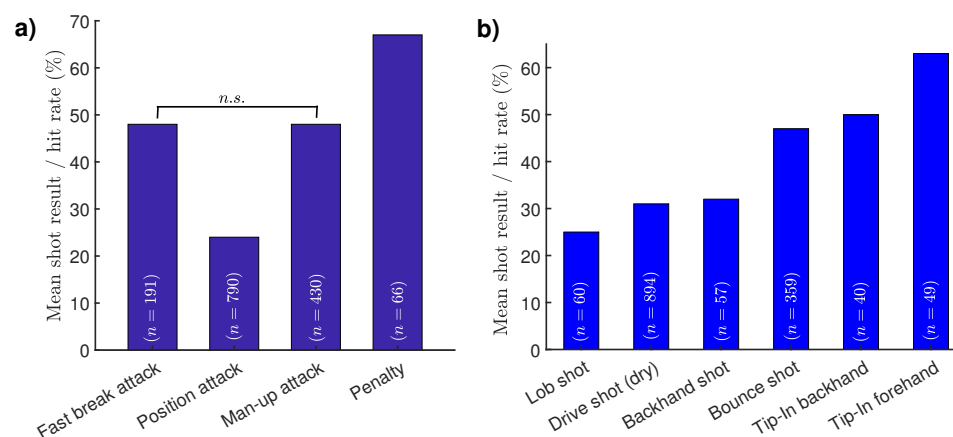 a)
Mean shot result / hit rate (%)
70
60
50
40
30
20
10
0
n.s.
(n = 191)
(n = 790)
(n = 430)
(n = 66)
Fast break attack
Position attack
Man-up attack
Penalty
b)
Mean shot result / hit rate (%)
60
50
40
30
20
10
0
(n = 60)
(n = 894)
(n = 57)
(n = 359)
(n = 40)
(n = 49)
Lob shot
Drive shot (dry)
Backhand shot
Bounce shot
Tip-In backhand
Tip-In forehand